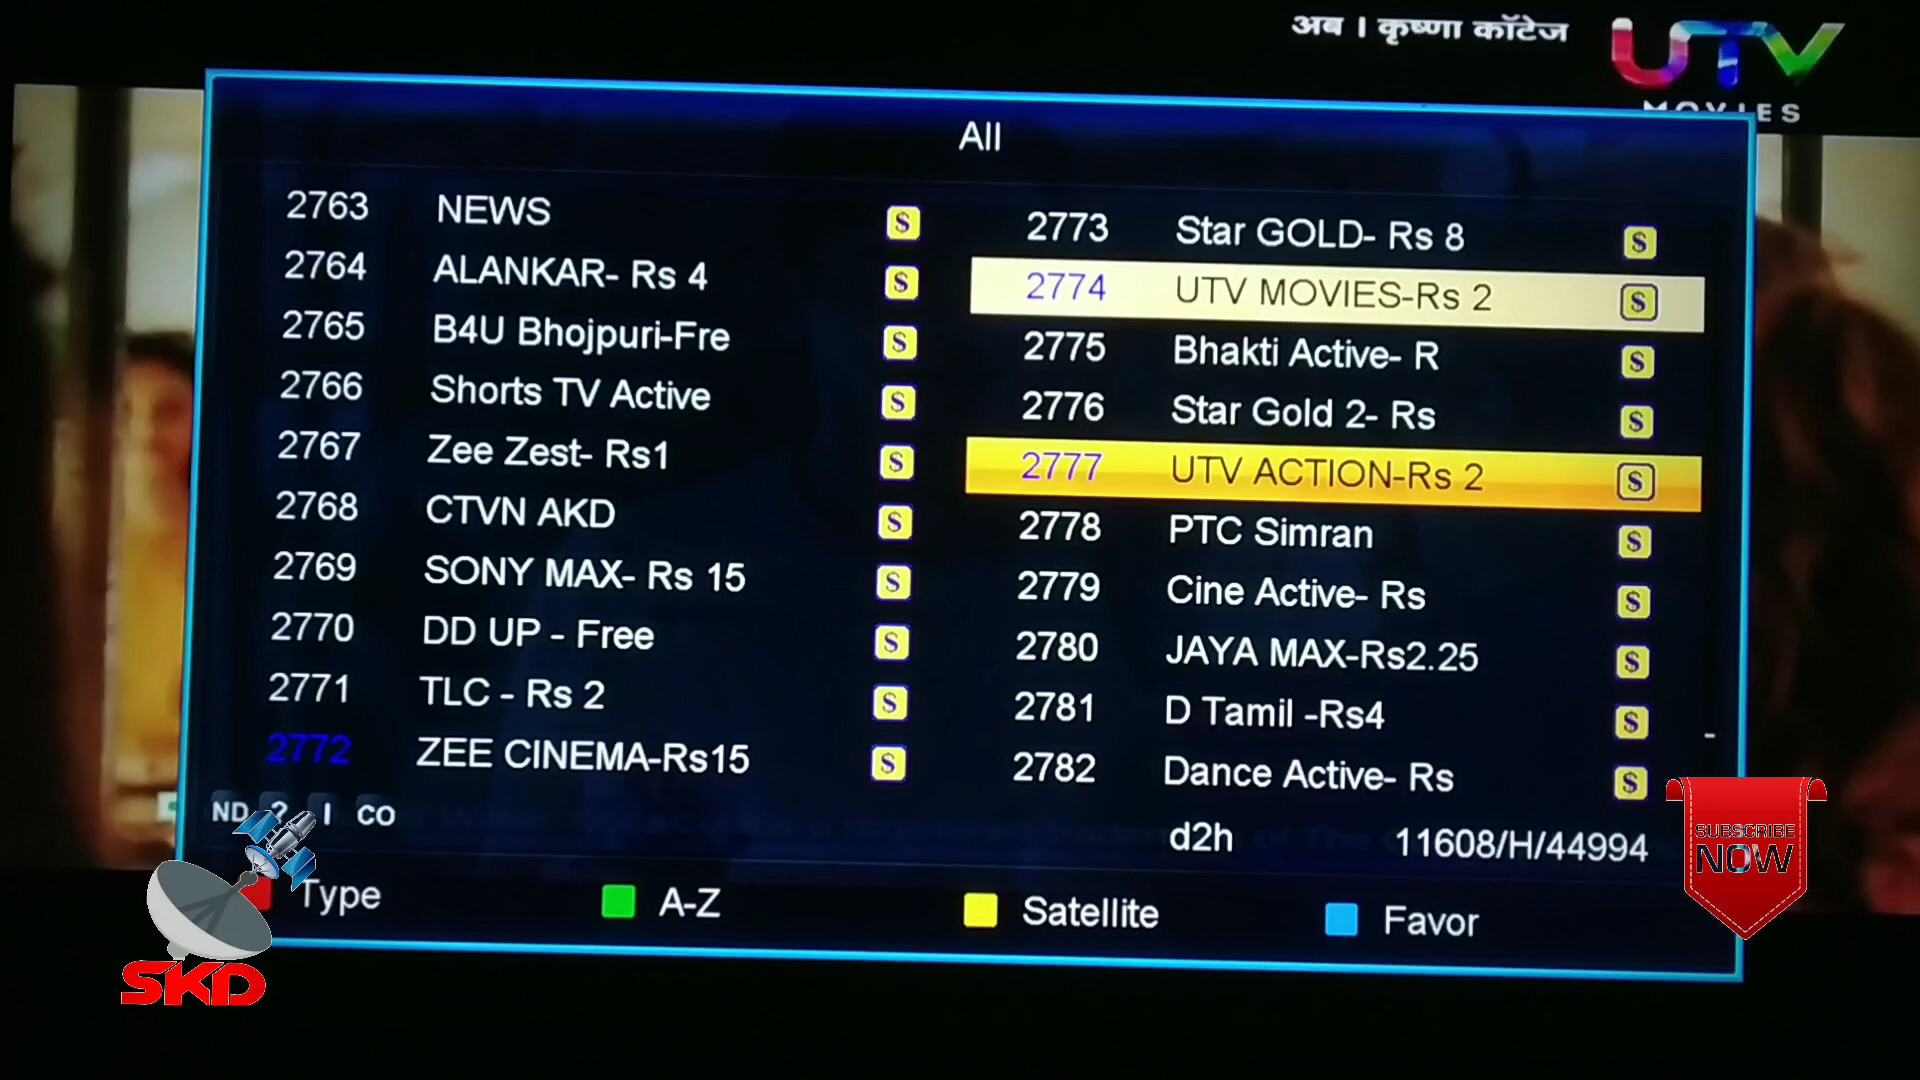 अब । कृष्णा कॉटेज
UTV
MOVIES
All
2763 NEWS $
2764 ALANKAR- Rs 4 $
2765 B4U Bhojpuri-Fre $
2766 Shorts TV Active $
2767 Zee Zest- Rs1 $
2768 CTVN AKD $
2769 SONY MAX- Rs 15 $
2770 DD UP - Free $
2771 TLC - Rs 2 $
2772 ZEE CINEMA-Rs15 $
2773 Star GOLD- Rs 8 $
2774 UTV MOVIES-Rs 2 $
2775 Bhakti Active- R $
2776 Star Gold 2- Rs $
2777 UTV ACTION-Rs 2 $
2778 PTC Simran $
2779 Cine Active- Rs $
2780 JAYA MAX-Rs2.25 $
2781 D Tamil -Rs4 $
2782 Dance Active- Rs $
d2h 11608/H/44994
Type A-Z Satellite Favor
SUBSCRIBE
NOW
SKD